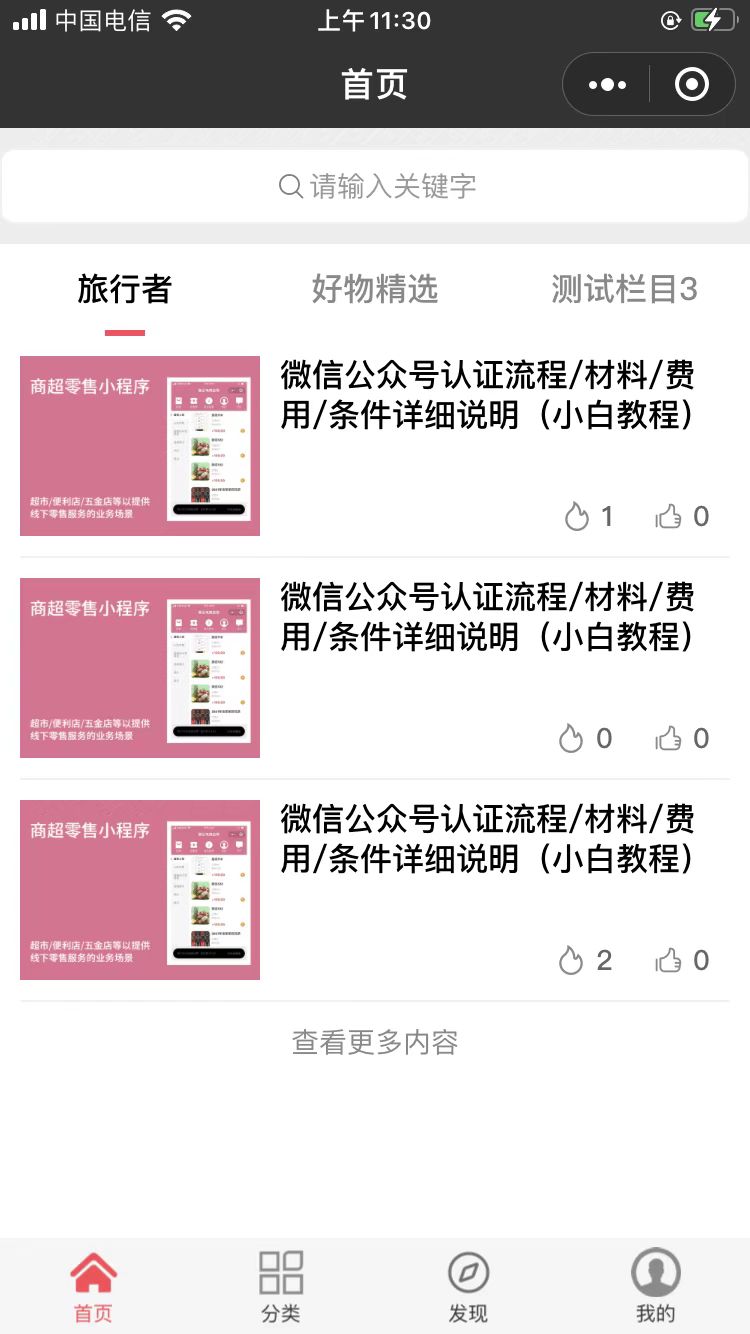 中国电信
上午11:30
首页
请输入关键字
旅行者
好物精选
测试栏目3
商超零售小程序
超市/便利店/五金店等以提供
线下零售服务的业务场景
微信公众号认证流程/材料/费
用/条件详细说明（小白教程）
1
0
商超零售小程序
超市/便利店/五金店等以提供
线下零售服务的业务场景
微信公众号认证流程/材料/费
用/条件详细说明（小白教程）
0
0
商超零售小程序
超市/便利店/五金店等以提供
线下零售服务的业务场景
微信公众号认证流程/材料/费
用/条件详细说明（小白教程）
2
0
查看更多内容
首页
分类
发现
我的